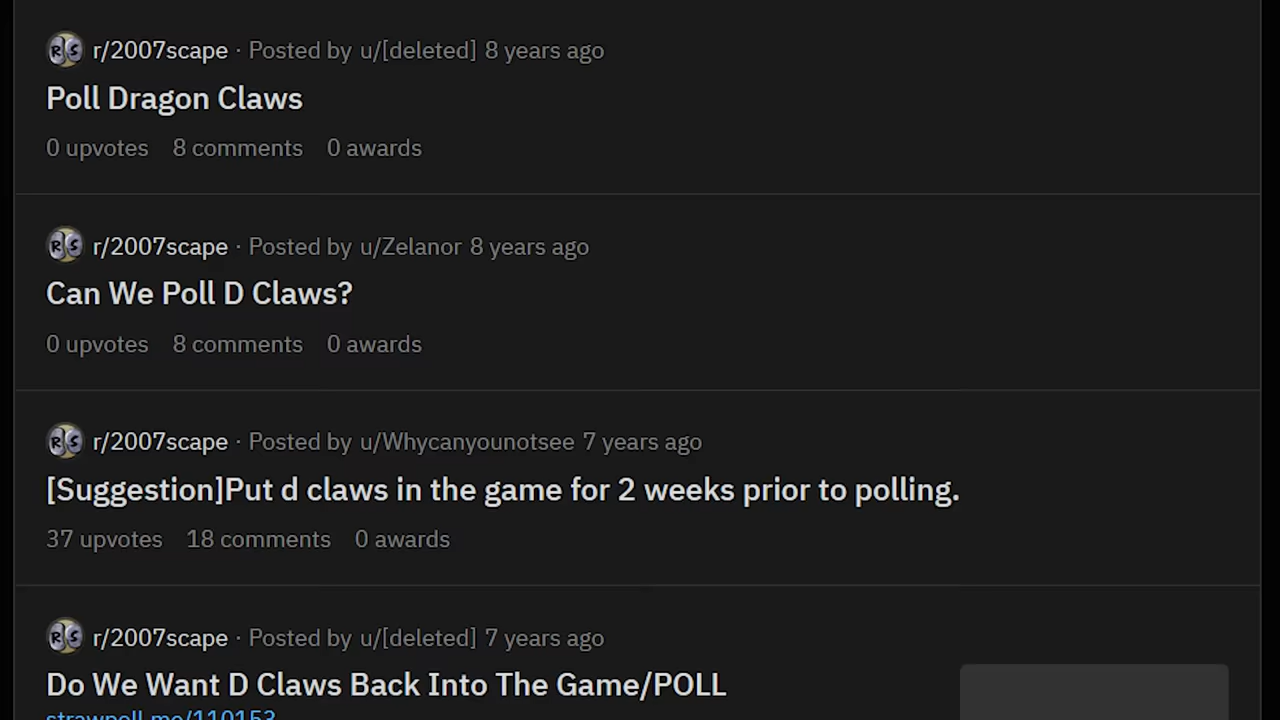 r/2007scape · Posted by u/[deleted] 8 years ago
Poll Dragon Claws
0 upvotes 8 comments 0 awards
r/2007scape · Posted by u/Zelanor 8 years ago
Can We Poll D Claws?
0 upvotes 8 comments 0 awards
r/2007scape · Posted by u/Whycanyounotsee 7 years ago
[Suggestion]Put d claws in the game for 2 weeks prior to polling.
37 upvotes 18 comments 0 awards
r/2007scape · Posted by u/[deleted] 7 years ago
Do We Want D Claws Back Into The Game/POLL
strawpoll.me/110153